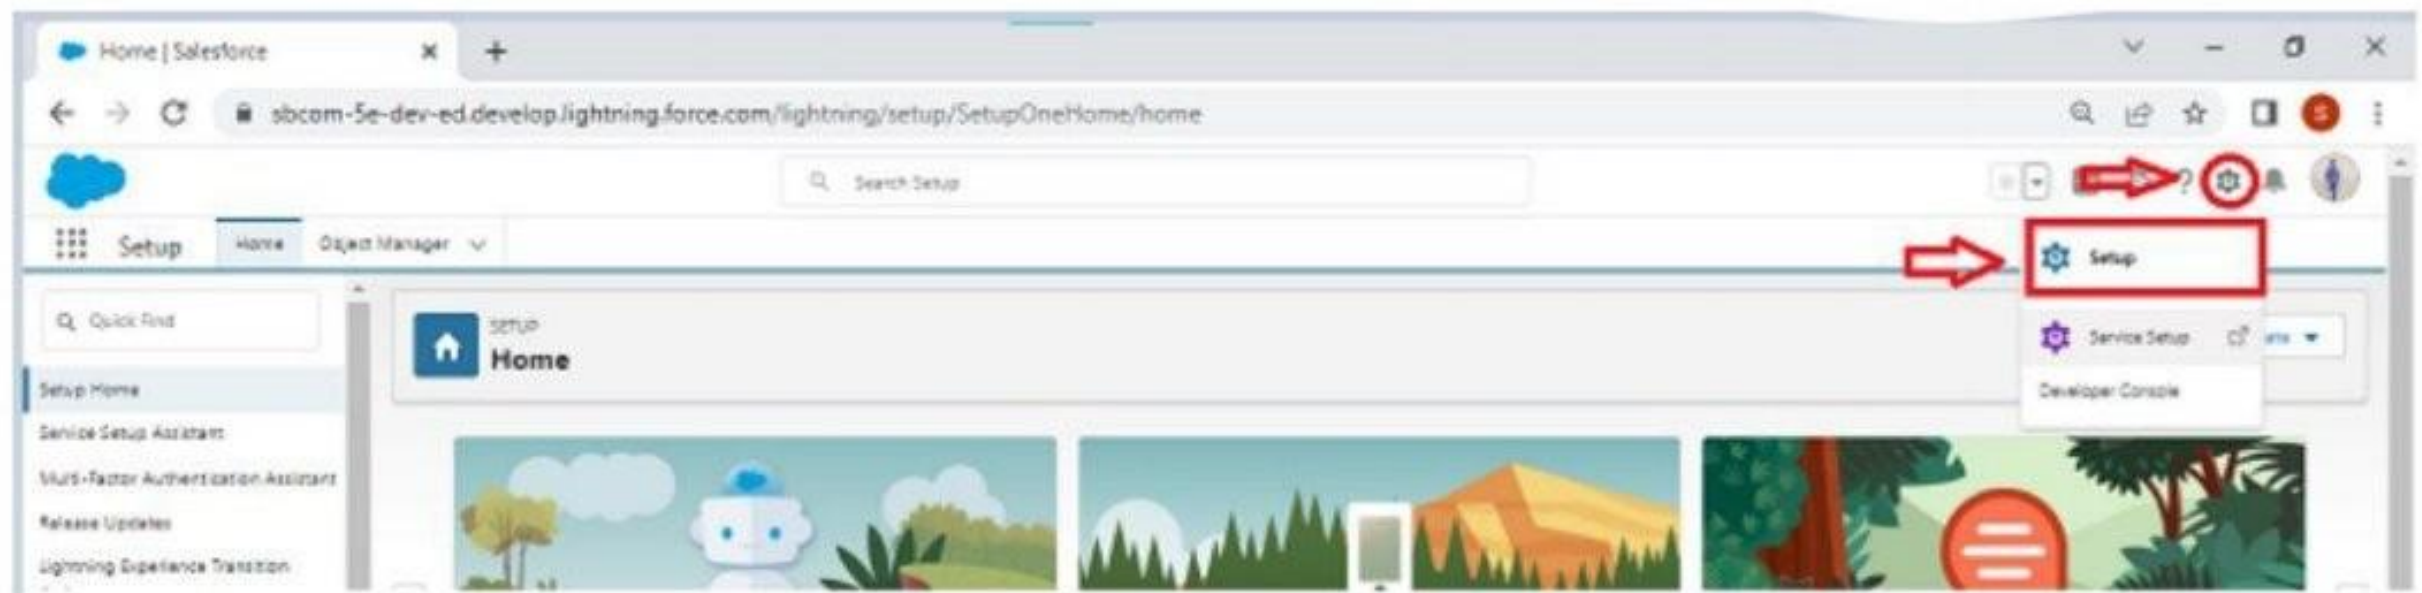 Home | Salesforce
sbcom-5e-dev-ed.develop.lightning.force.com/lightning/setup/SetupOneHome/home
S
Search Setup
?
Setup Home Object Manager
Setup
Quick Find
SETUP
Home
Service Setup
Developer Console
Setup Home
Service Setup Assistant
Multi-Factor Authentication Assistant
Release Updates
Lightning Experience Transition